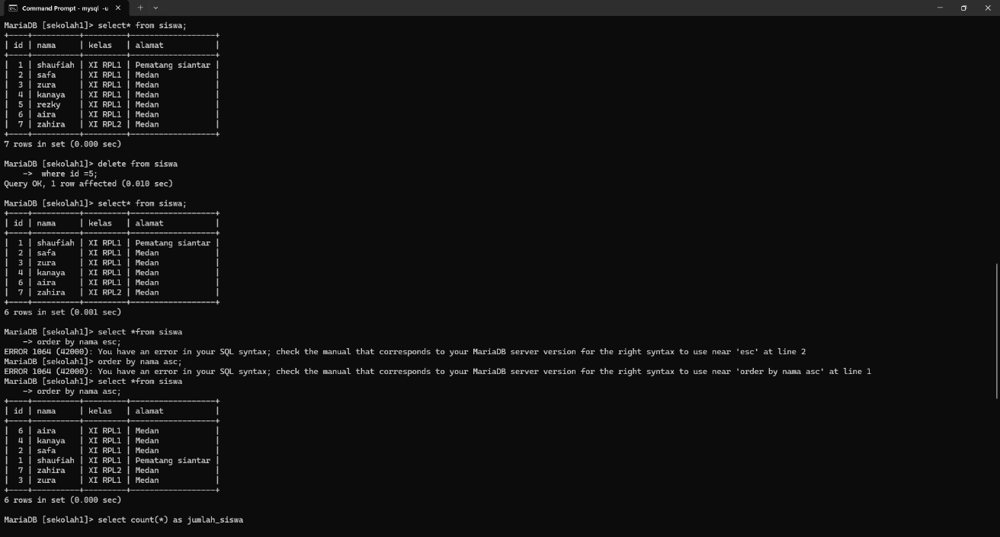 Command Prompt - mysql -u
MariaDB [sekolah1]> select* from siswa;
+----+----------+---------+------------------+
| id | nama     | kelas   | alamat           |
+----+----------+---------+------------------+
|  1 | shaufiah | XI RPL1 | Pematang siantar |
|  2 | safa     | XI RPL1 | Medan            |
|  3 | zura     | XI RPL1 | Medan            |
|  4 | kanaya   | XI RPL1 | Medan            |
|  5 | rezky    | XI RPL1 | Medan            |
|  6 | aira     | XI RPL1 | Medan            |
|  7 | zahira   | XI RPL2 | Medan            |
+----+----------+---------+------------------+
7 rows in set (0.000 sec)

MariaDB [sekolah1]> delete from siswa
    ->  where id =5;
Query OK, 1 row affected (0.010 sec)

MariaDB [sekolah1]> select* from siswa;
+----+----------+---------+------------------+
| id | nama     | kelas   | alamat           |
+----+----------+---------+------------------+
|  1 | shaufiah | XI RPL1 | Pematang siantar |
|  2 | safa     | XI RPL1 | Medan            |
|  3 | zura     | XI RPL1 | Medan            |
|  4 | kanaya   | XI RPL1 | Medan            |
|  6 | aira     | XI RPL1 | Medan            |
|  7 | zahira   | XI RPL2 | Medan            |
+----+----------+---------+------------------+
6 rows in set (0.001 sec)

MariaDB [sekolah1]> select *from siswa
    -> order by nama esc;
ERROR 1064 (42000): You have an error in your SQL syntax; check the manual that corresponds to your MariaDB server version for the right syntax to use near 'esc' at line 2
MariaDB [sekolah1]> order by nama asc;
ERROR 1064 (42000): You have an error in your SQL syntax; check the manual that corresponds to your MariaDB server version for the right syntax to use near 'order by nama asc' at line 1
MariaDB [sekolah1]> select *from siswa
    -> order by nama asc;
+----+----------+---------+------------------+
| id | nama     | kelas   | alamat           |
+----+----------+---------+------------------+
|  6 | aira     | XI RPL1 | Medan            |
|  4 | kanaya   | XI RPL1 | Medan            |
|  2 | safa     | XI RPL1 | Medan            |
|  1 | shaufiah | XI RPL1 | Pematang siantar |
|  7 | zahira   | XI RPL2 | Medan            |
|  3 | zura     | XI RPL1 | Medan            |
+----+----------+---------+------------------+
6 rows in set (0.000 sec)

MariaDB [sekolah1]> select count(*) as jumlah_siswa